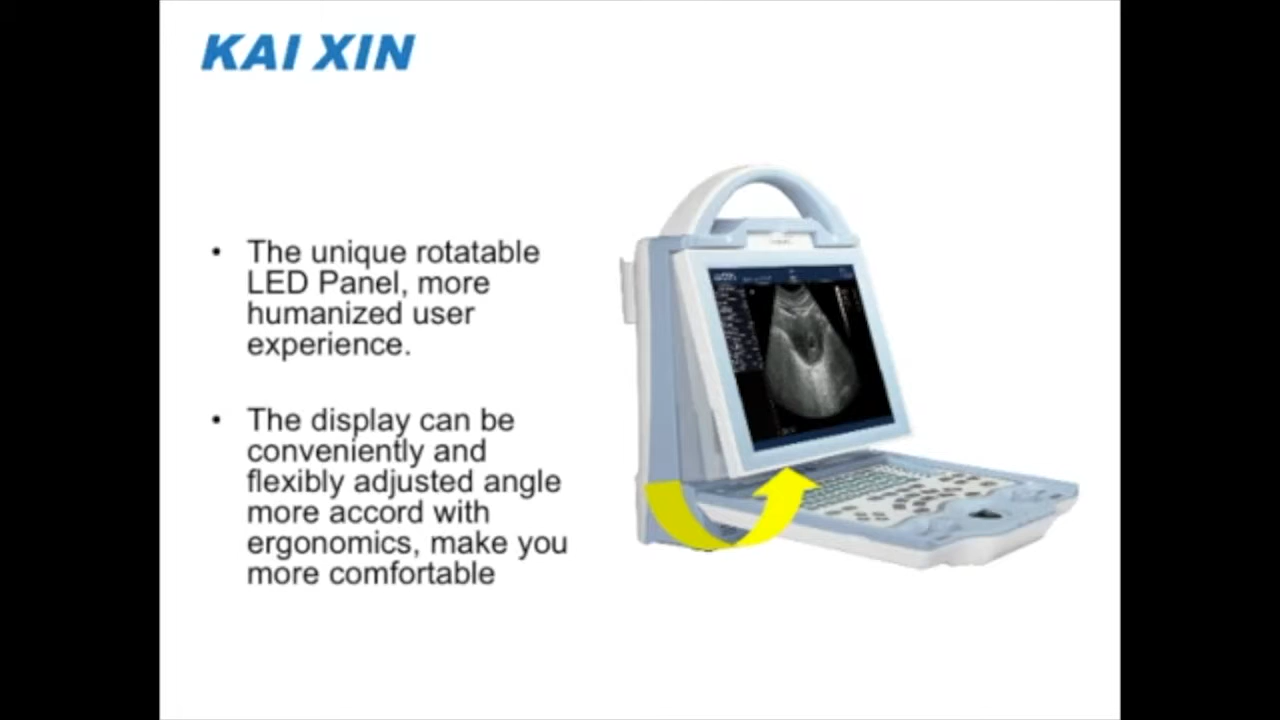 KAI XIN
• The unique rotatable
LED Panel, more
humanized user
experience.
• The display can be
conveniently and
flexibly adjusted angle
more accord with
ergonomics, make you
more comfortable